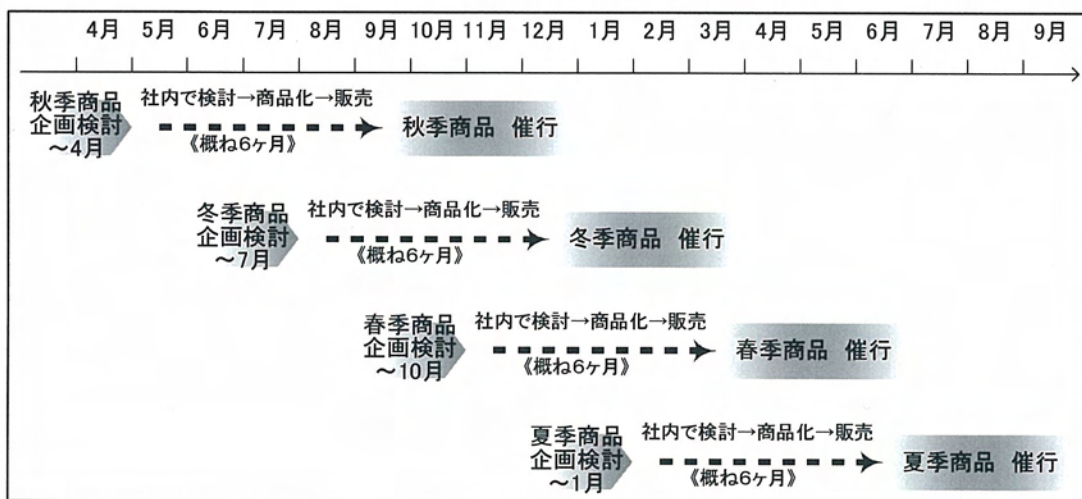 4月 5月 6月 7月 8月 9月 10月 11月 12月 1月 2月 3月 4月 5月 6月 7月 8月 9月
秋季商品
企画検討
～4月
社内で検討→商品化→販売
《概ね6ヶ月》
秋季商品 催行
冬季商品
企画検討
～7月
社内で検討→商品化→販売
《概ね6ヶ月》
冬季商品 催行
春季商品
企画検討
～10月
社内で検討→商品化→販売
《概ね6ヶ月》
春季商品 催行
夏季商品
企画検討
～1月
社内で検討→商品化→販売
《概ね6ヶ月》
夏季商品 催行